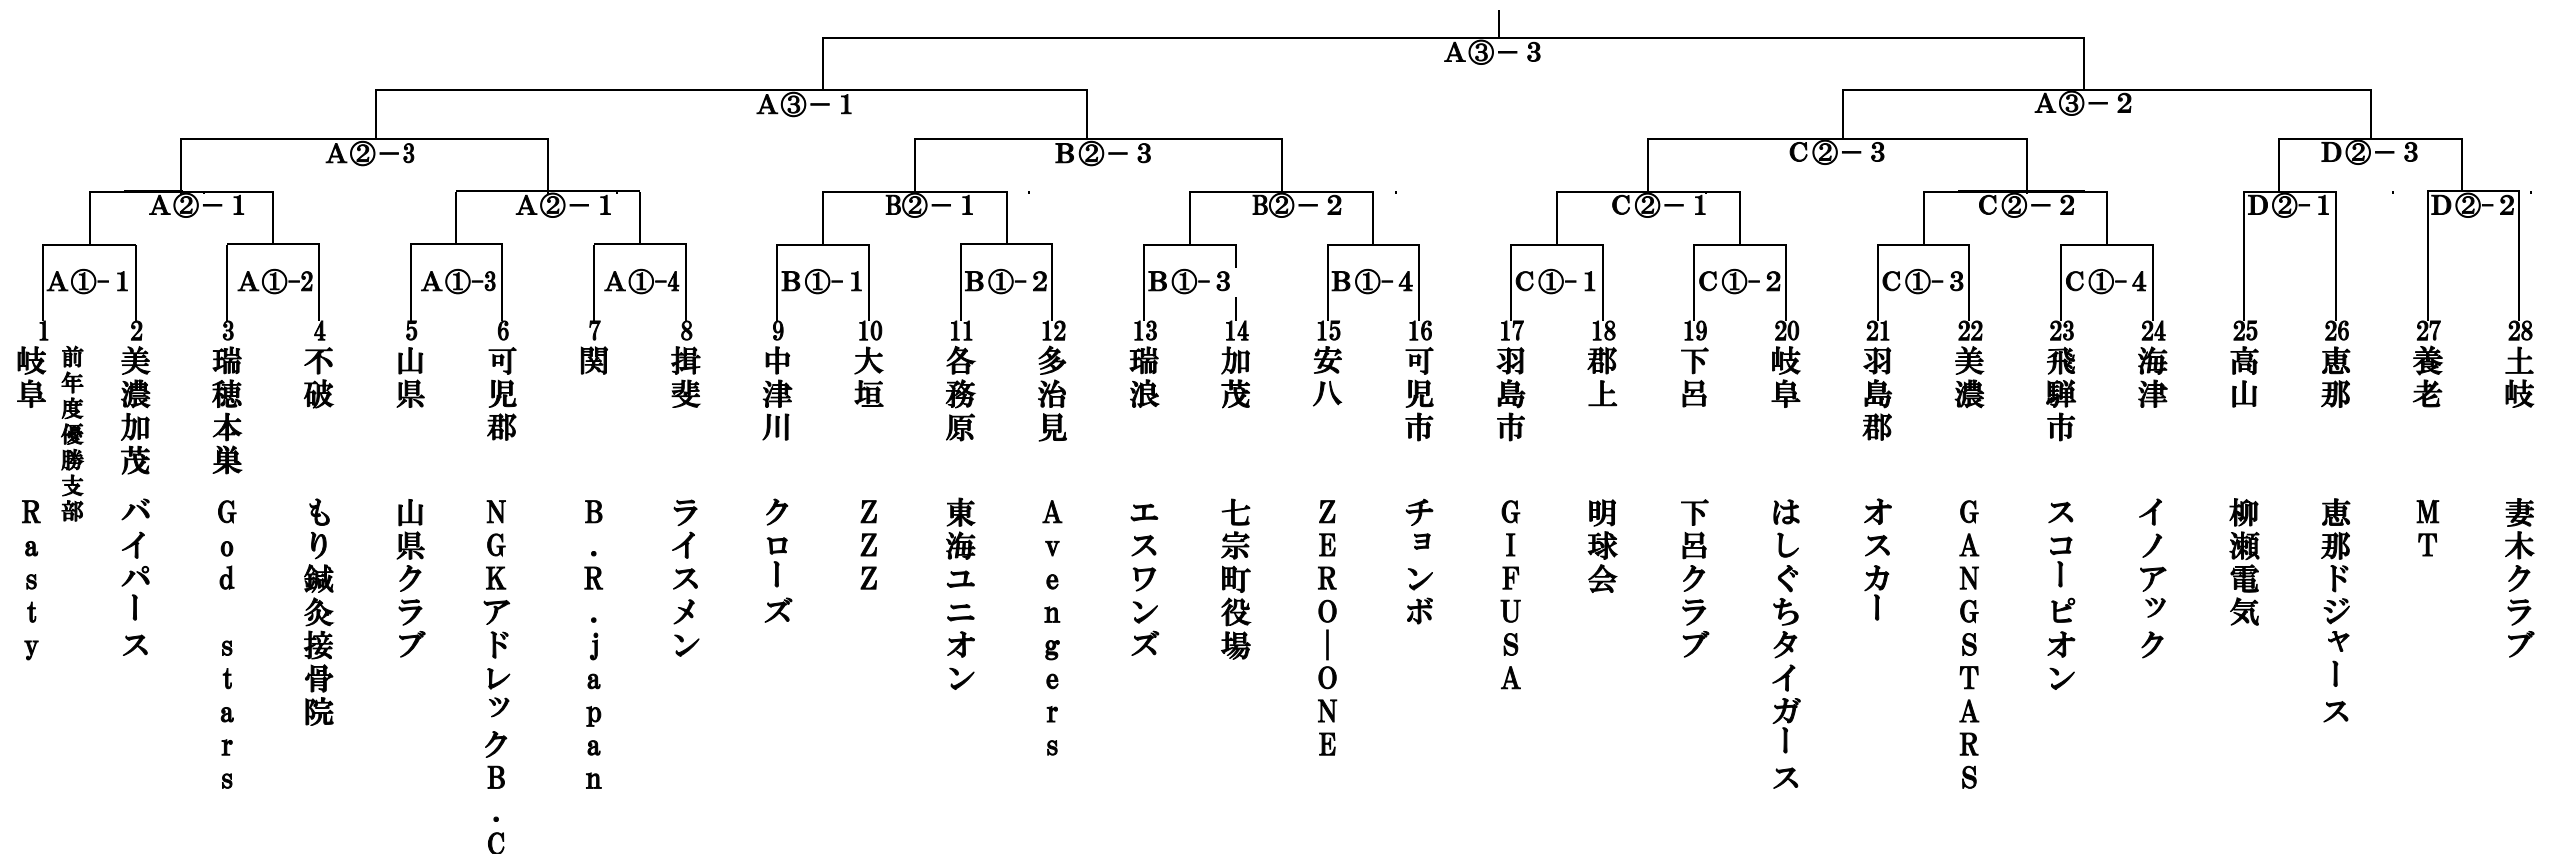 A③－3
A③－1
A③－2
A②－3
B②－3
C②－3
D②－3
A②－1
A②－1
B②－1
B②－2
C②－1
C②－2
D②-1
D②-2
A①-1
A①-2
A①-3
A①-4
B①-1
B①-2
B①-3
B①-4
C①-1
C①-2
C①-3
C①-4
1
岐阜
前年度優勝支部
Rasty
2
美濃加茂
バイパース
3
瑞穂本巣
God stars
4
不破
もり鍼灸接骨院
5
山県
山県クラブ
6
可児郡
NGKアドレックB.C
7
関
B.R.japan
8
揖斐
ライスメン
9
中津川
クローズ
10
大垣
ZZZ
11
各務原
東海ユニオン
12
多治見
Avengers
13
瑞浪
エスワンズ
14
加茂
七宗町役場
15
安八
ZERO―ONE
16
可児市
チョンボ
17
羽島市
GIFUSA
18
郡上
明球会
19
下呂
下呂クラブ
20
岐阜
はしぐちタイガース
21
羽島郡
オスカー
22
美濃
GANGSTARS
23
飛騨市
スコーピオン
24
海津
イノアック
25
高山
柳瀬電気
26
恵那
恵那ドジャース
27
養老
MT
28
土岐
妻木クラブ